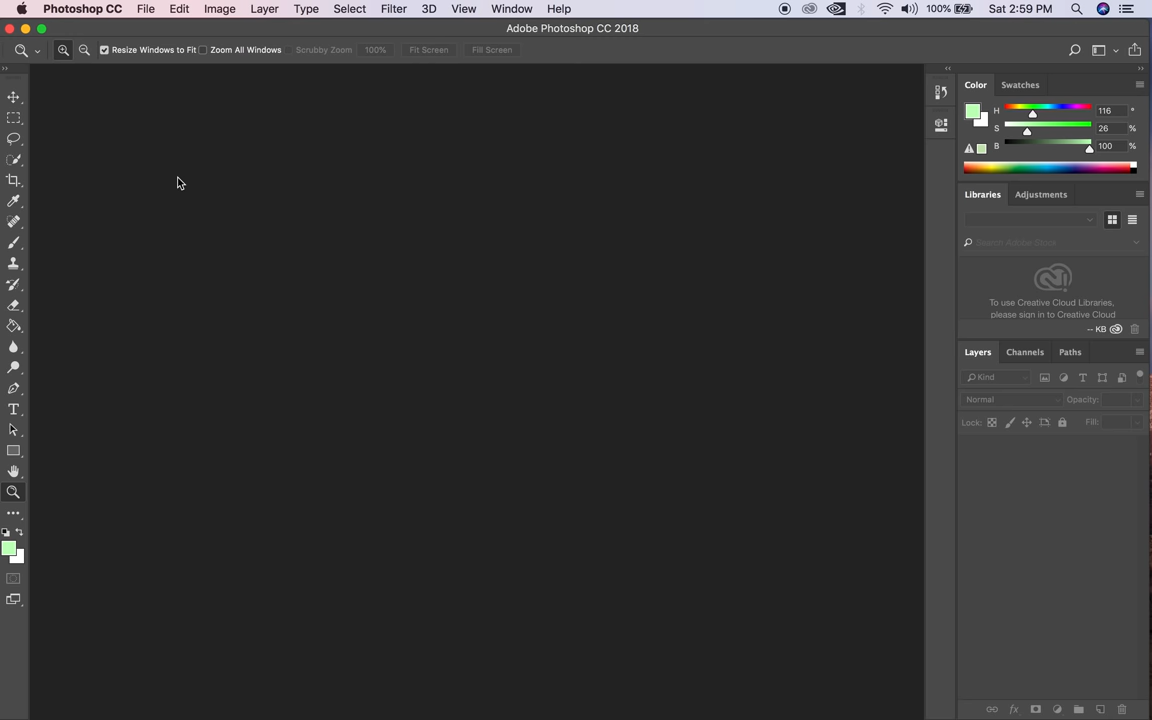 Photoshop CC File Edit Image Layer Type Select Filter 3D View Window Help 100% Sat 2:59 PM
Adobe Photoshop CC 2018
Resize Windows to Fit Zoom All Windows Scrubby Zoom 100% Fit Screen Fill Screen
Color Swatches
H 116 °
S 26 %
B 100 %
Libraries Adjustments
Search Adobe Stock
To use Creative Cloud Libraries,
please sign in to Creative Cloud
-- KB
Layers Channels Paths
Kind
Normal Opacity:
Lock: Fill: